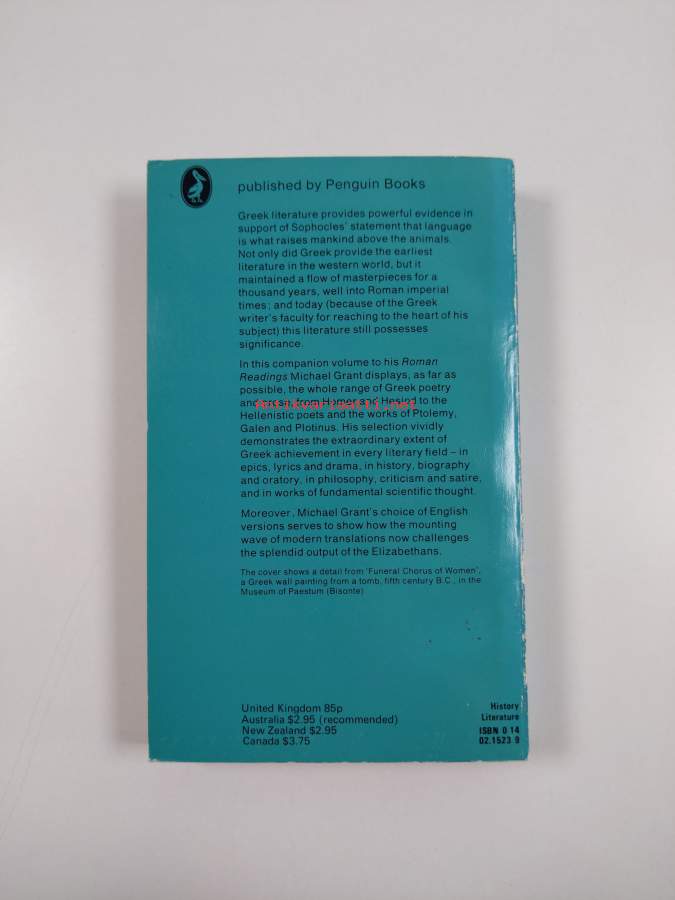 published by Penguin Books
Greek literature provides powerful evidence in
support of Sophocles' statement that language
is what raises mankind above the animals.
Not only did Greek provide the earliest
literature in the western world, but it
maintained a flow of masterpieces for a
thousand years, well into Roman imperial
times; and today (because of the Greek
writer's faculty for reaching to the heart of his
subject) this literature still possesses
significance.
In this companion volume to his Roman
Readings Michael Grant displays, as far as
possible, the whole range of Greek poetry
and prose from Homer and Hesiod to the
antikvariaatti.net
Hellenistic poets and the works of Ptolemy,
Galen and Plotinus. His selection vividly
demonstrates the extraordinary extent of
Greek achievement in every literary field – in
epics, lyrics and drama, in history, biography
and oratory, in philosophy, criticism and satire,
and in works of fundamental scientific thought.
Moreover, Michael Grant's choice of English
versions serves to show how the mounting
wave of modern translations now challenges
the splendid output of the Elizabethans.
The cover shows a detail from 'Funeral Chorus of Women',
a Greek wall painting from a tomb, fifth century B.C., in the
Museum of Paestum (Bisonte)
United Kingdom 85p
Australia $2.95 (recommended)
New Zealand $2.95
Canada $3.75
History
Literature
ISBN 0 14
02.1523 9